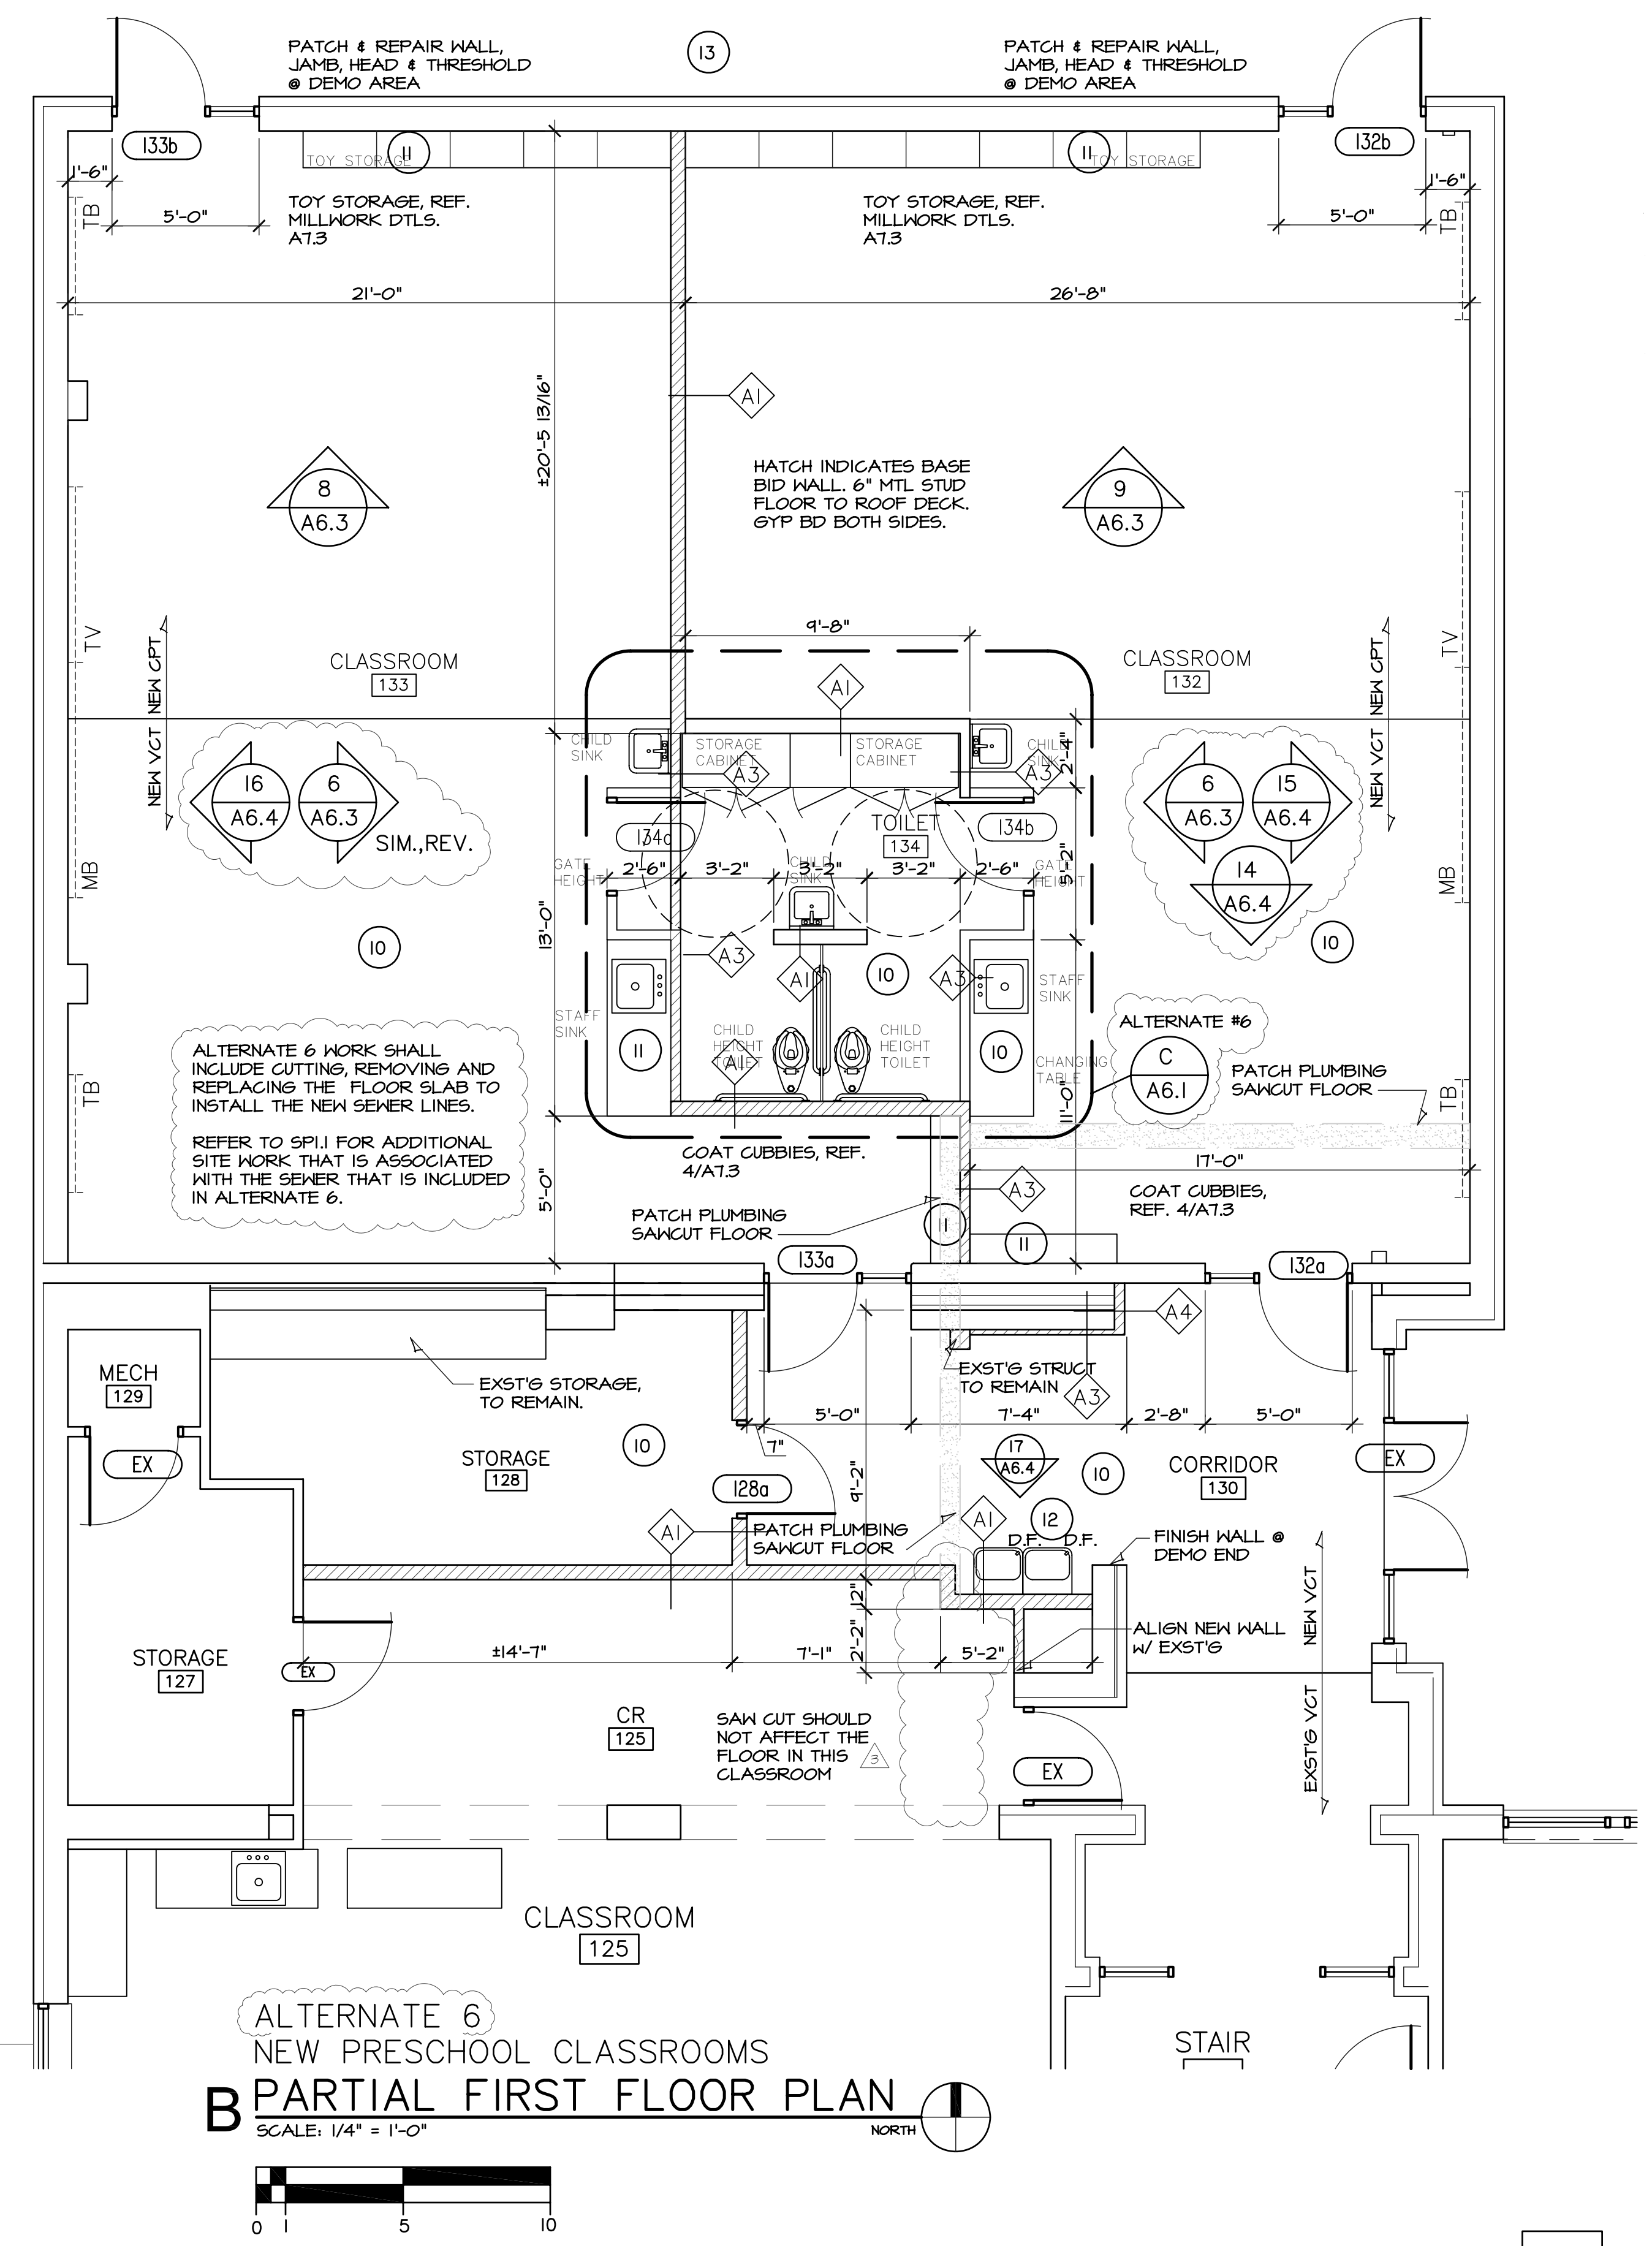 PATCH & REPAIR WALL,
JAMB, HEAD & THRESHOLD
@ DEMO AREA
13
PATCH & REPAIR WALL,
JAMB, HEAD & THRESHOLD
@ DEMO AREA
133b
11
TOY STORAGE
11
TOY STORAGE
132b
1'-6"
1'-6"
TB
5'-0"
TOY STORAGE, REF.
MILLWORK DTLS.
A7.3
TOY STORAGE, REF.
MILLWORK DTLS.
A7.3
5'-0"
TB
21'-0"
26'-8"
±20'-5 13/16"
A1
8
A6.3
HATCH INDICATES BASE
BID WALL. 6" MTL STUD
FLOOR TO ROOF DECK.
GYP BD BOTH SIDES.
9
A6.3
TV
NEW CPT
NEW VCT
CLASSROOM
133
9'-8"
A1
CLASSROOM
132
TV
NEW CPT
NEW VCT
CHILD
SINK
STORAGE
CABINET
STORAGE
CABINET
CHILD
SINK
A3
A3
2'-4"
16
A6.4
6
A6.3
SIM.,REV.
6
A6.3
15
A6.4
14
A6.4
134a
TOILET
134
134b
GATE
HEIGHT
2'-6"
3'-2"
CHILD
SINK
3'-2"
3'-2"
2'-6"
GATE
HEIGHT
5'-2"
MB
MB
10
13'-0"
A3
A1
10
A3
10
STAFF
SINK
STAFF
SINK
11
CHILD
HEIGHT
TOILET
A1
CHILD
HEIGHT
TOILET
10
CHANGING
TABLE
11'-0"
ALTERNATE #6
C
A6.1
PATCH PLUMBING
SAWCUT FLOOR
TB
TB
ALTERNATE 6 WORK SHALL
INCLUDE CUTTING, REMOVING AND
REPLACING THE FLOOR SLAB TO
INSTALL THE NEW SEWER LINES.
REFER TO SP1.1 FOR ADDITIONAL
SITE WORK THAT IS ASSOCIATED
WITH THE SEWER THAT IS INCLUDED
IN ALTERNATE 6.
5'-0"
COAT CUBBIES, REF.
4/A7.3
17'-0"
A3
COAT CUBBIES,
REF. 4/A7.3
PATCH PLUMBING
SAWCUT FLOOR
11
11
133a
132a
A4
MECH
129
EXST'G STORAGE,
TO REMAIN.
EXST'G STRUCT
TO REMAIN
A3
5'-0"
7'-4"
2'-8"
5'-0"
EX
STORAGE
128
10
7"
17
A6.4
10
CORRIDOR
130
EX
128a
9'-2"
A1
PATCH PLUMBING
SAWCUT FLOOR
A1
12
D.F.
D.F.
FINISH WALL @
DEMO END
12"
NEW VCT
EXST'G VCT
ALIGN NEW WALL
W/ EXST'G
STORAGE
127
EX
±14'-7"
7'-1"
2'-2"
5'-2"
CR
125
SAW CUT SHOULD
NOT AFFECT THE
FLOOR IN THIS
CLASSROOM
3
EX
CLASSROOM
125
STAIR
ALTERNATE 6
NEW PRESCHOOL CLASSROOMS
B PARTIAL FIRST FLOOR PLAN
SCALE: 1/4" = 1'-0"
NORTH
0 1 5 10